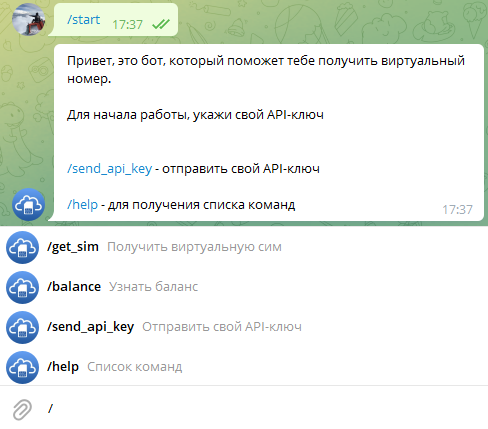 /start 17:37
Привет, это бот, который поможет тебе получить виртуальный
номер.
Для начала работы, укажи свой API-ключ
/send_api_key - отправить свой API-ключ
/help - для получения списка команд 17:37
/get_sim Получить виртуальную сим
/balance Узнать баланс
/send_api_key Отправить свой API-ключ
/help Список команд
/